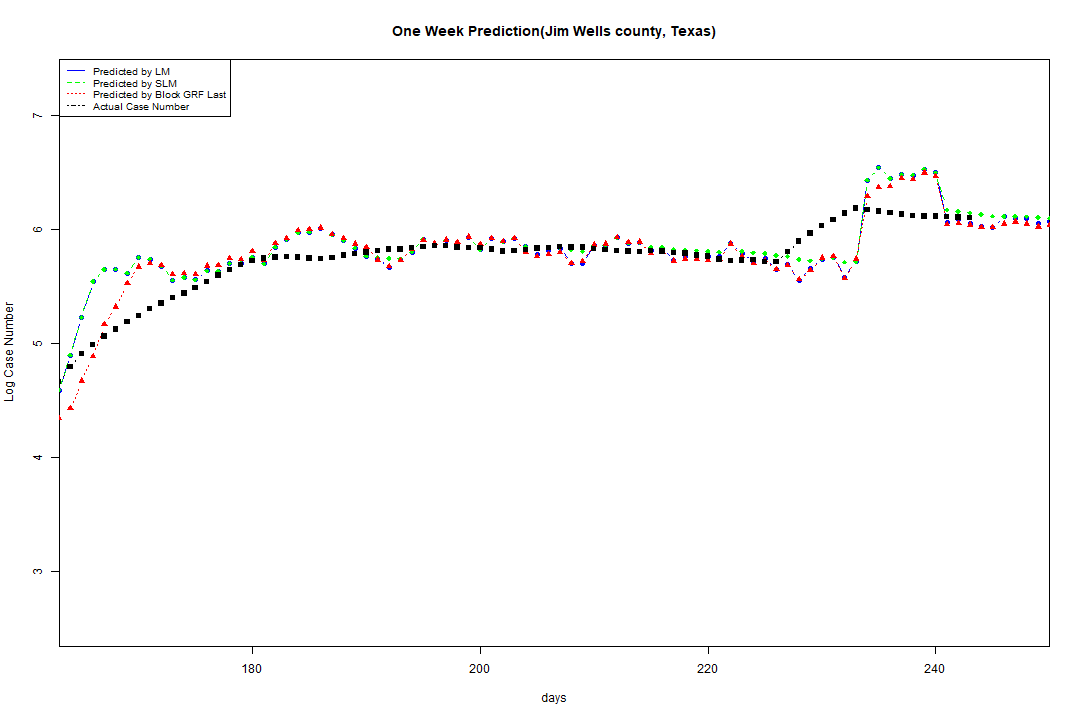 One Week Prediction(Jim Wells county, Texas)
Predicted by LM
Predicted by SLM
Predicted by Block GRF Last
Actual Case Number
7
6
5
4
3
Log Case Number
180 200 220 240
days